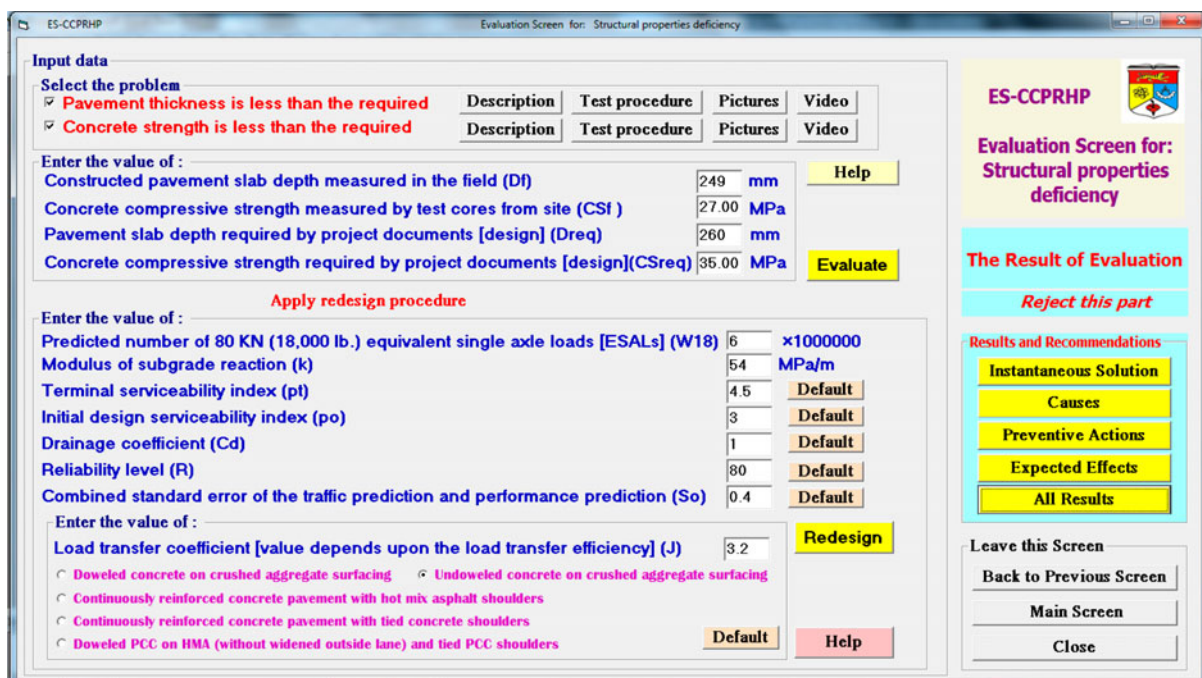 ES-CCPRHP
Evaluation Screen for: Structural properties deficiency
Input data
Select the problem
Pavement thickness is less than the required Description Test procedure Pictures Video
Concrete strength is less than the required Description Test procedure Pictures Video
Enter the value of :
Constructed pavement slab depth measured in the field (Df) 249 mm
Help
Concrete compressive strength measured by test cores from site (CSf ) 27.00 MPa
Pavement slab depth required by project documents [design] (Dreq) 260 mm
Concrete compressive strength required by project documents [design](CSreq) 35.00 MPa
Evaluate
Apply redesign procedure
Enter the value of :
Predicted number of 80 KN (18,000 lb.) equivalent single axle loads [ESALs] (W18) 6 ×1000000
Modulus of subgrade reaction (k) 54 MPa/m
Terminal serviceability index (pt) 4.5 Default
Initial design serviceability index (po) 3 Default
Drainage coefficient (Cd) 1 Default
Reliability level (R) 80 Default
Combined standard error of the traffic prediction and performance prediction (So) 0.4 Default
Enter the value of :
Load transfer coefficient [value depends upon the load transfer efficiency] (J) 3.2
Redesign
Doweled concrete on crushed aggregate surfacing Undoweled concrete on crushed aggregate surfacing
Continuously reinforced concrete pavement with hot mix asphalt shoulders
Continuously reinforced concrete pavement with tied concrete shoulders
Doweled PCC on HMA (without widened outside lane) and tied PCC shoulders
Default
Help
ES-CCPRHP
Evaluation Screen for:
Structural properties
deficiency
The Result of Evaluation
Reject this part
Results and Recommendations
Instantaneous Solution
Causes
Preventive Actions
Expected Effects
All Results
Leave this Screen
Back to Previous Screen
Main Screen
Close